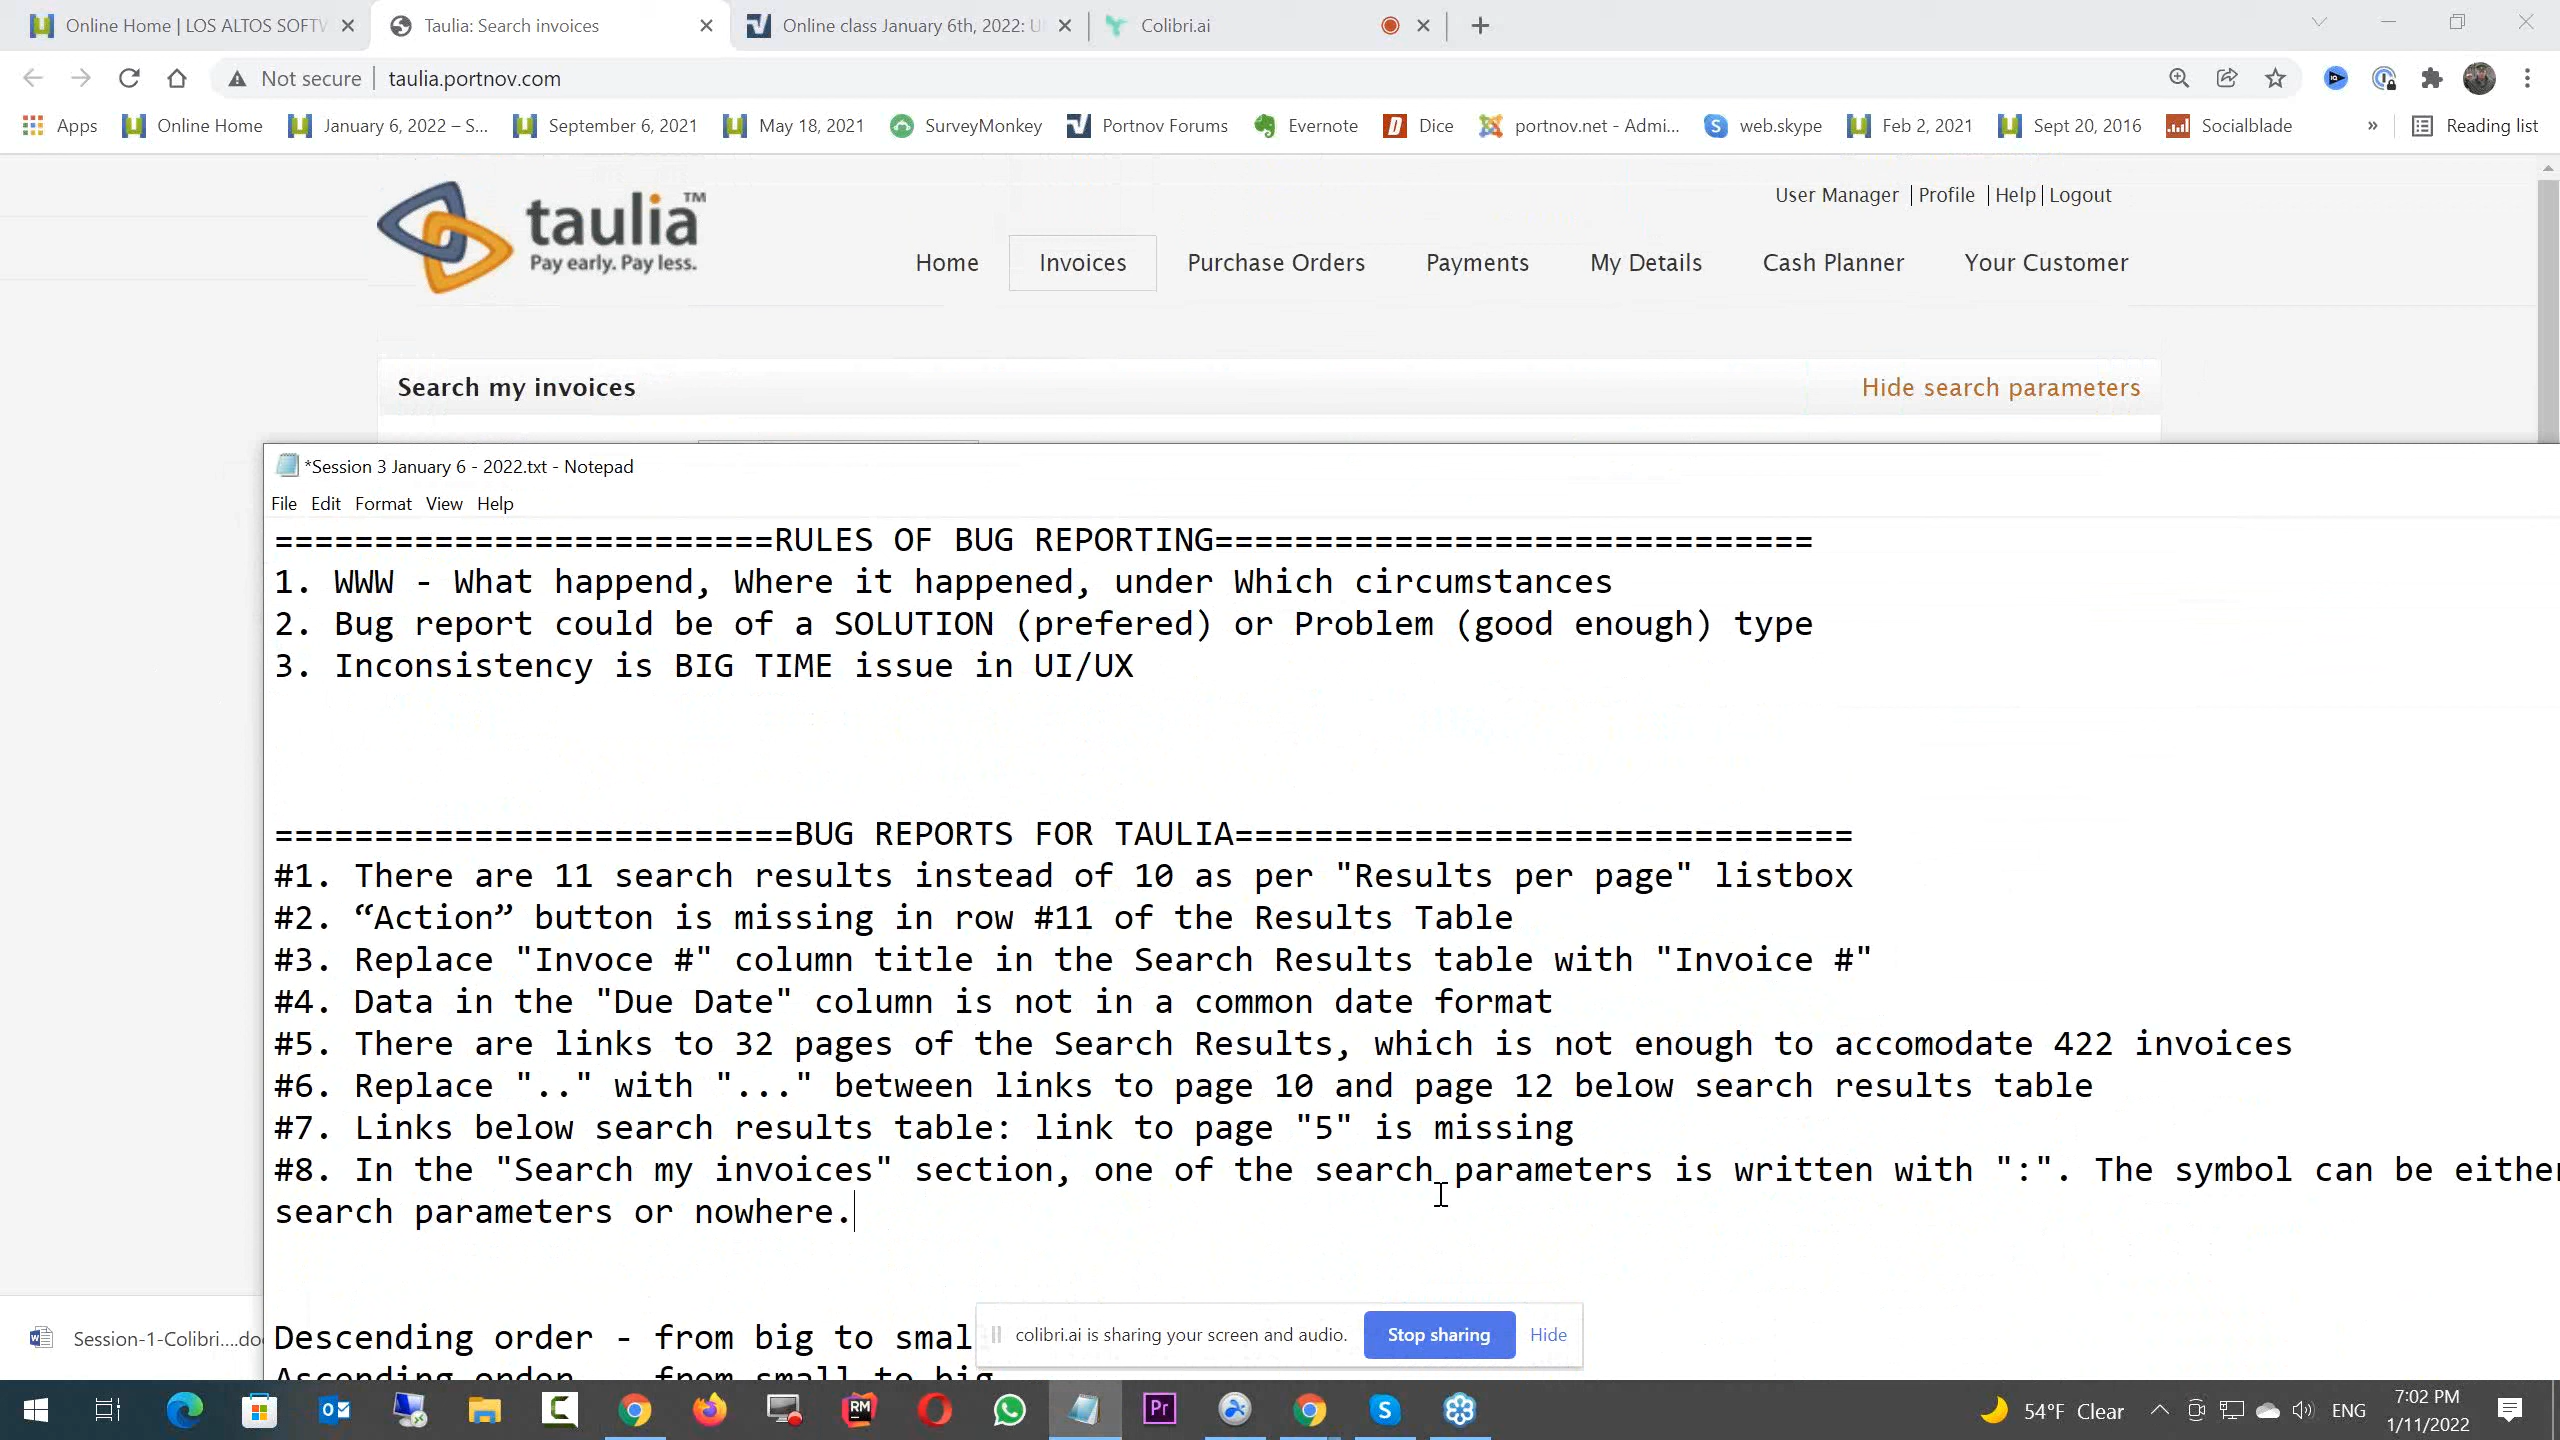 Online Home | LOS ALTOS SOFTW
Taulia: Search invoices
Online class January 6th, 2022: U
Colibri.ai
Not secure | taulia.portnov.com
Apps
Online Home
January 6, 2022 – S...
September 6, 2021
May 18, 2021
SurveyMonkey
Portnov Forums
Evernote
Dice
portnov.net - Admi...
web.skype
Feb 2, 2021
Sept 20, 2016
Socialblade
»
Reading list
taulia™
Pay early. Pay less.
User Manager | Profile | Help | Logout
Home
Invoices
Purchase Orders
Payments
My Details
Cash Planner
Your Customer
Search my invoices
Hide search parameters
*Session 3 January 6 - 2022.txt - Notepad
File Edit Format View Help
=========================RULES OF BUG REPORTING==============================
1. WWW - What happend, Where it happened, under Which circumstances
2. Bug report could be of a SOLUTION (prefered) or Problem (good enough) type
3. Inconsistency is BIG TIME issue in UI/UX
==========================BUG REPORTS FOR TAULIA===============================
#1. There are 11 search results instead of 10 as per "Results per page" listbox
#2. “Action” button is missing in row #11 of the Results Table
#3. Replace "Invoce #" column title in the Search Results table with "Invoice #"
#4. Data in the "Due Date" column is not in a common date format
#5. There are links to 32 pages of the Search Results, which is not enough to accomodate 422 invoices
#6. Replace ".." with "..." between links to page 10 and page 12 below search results table
#7. Links below search results table: link to page "5" is missing
#8. In the "Search my invoices" section, one of the search parameters is written with ":". The symbol can be either
search parameters or nowhere.
Descending order - from big to smal
Ascending order - from small to big
colibri.ai is sharing your screen and audio.
Stop sharing
Hide
Session-1-Colibri....do
54°F Clear
ENG
7:02 PM
1/11/2022